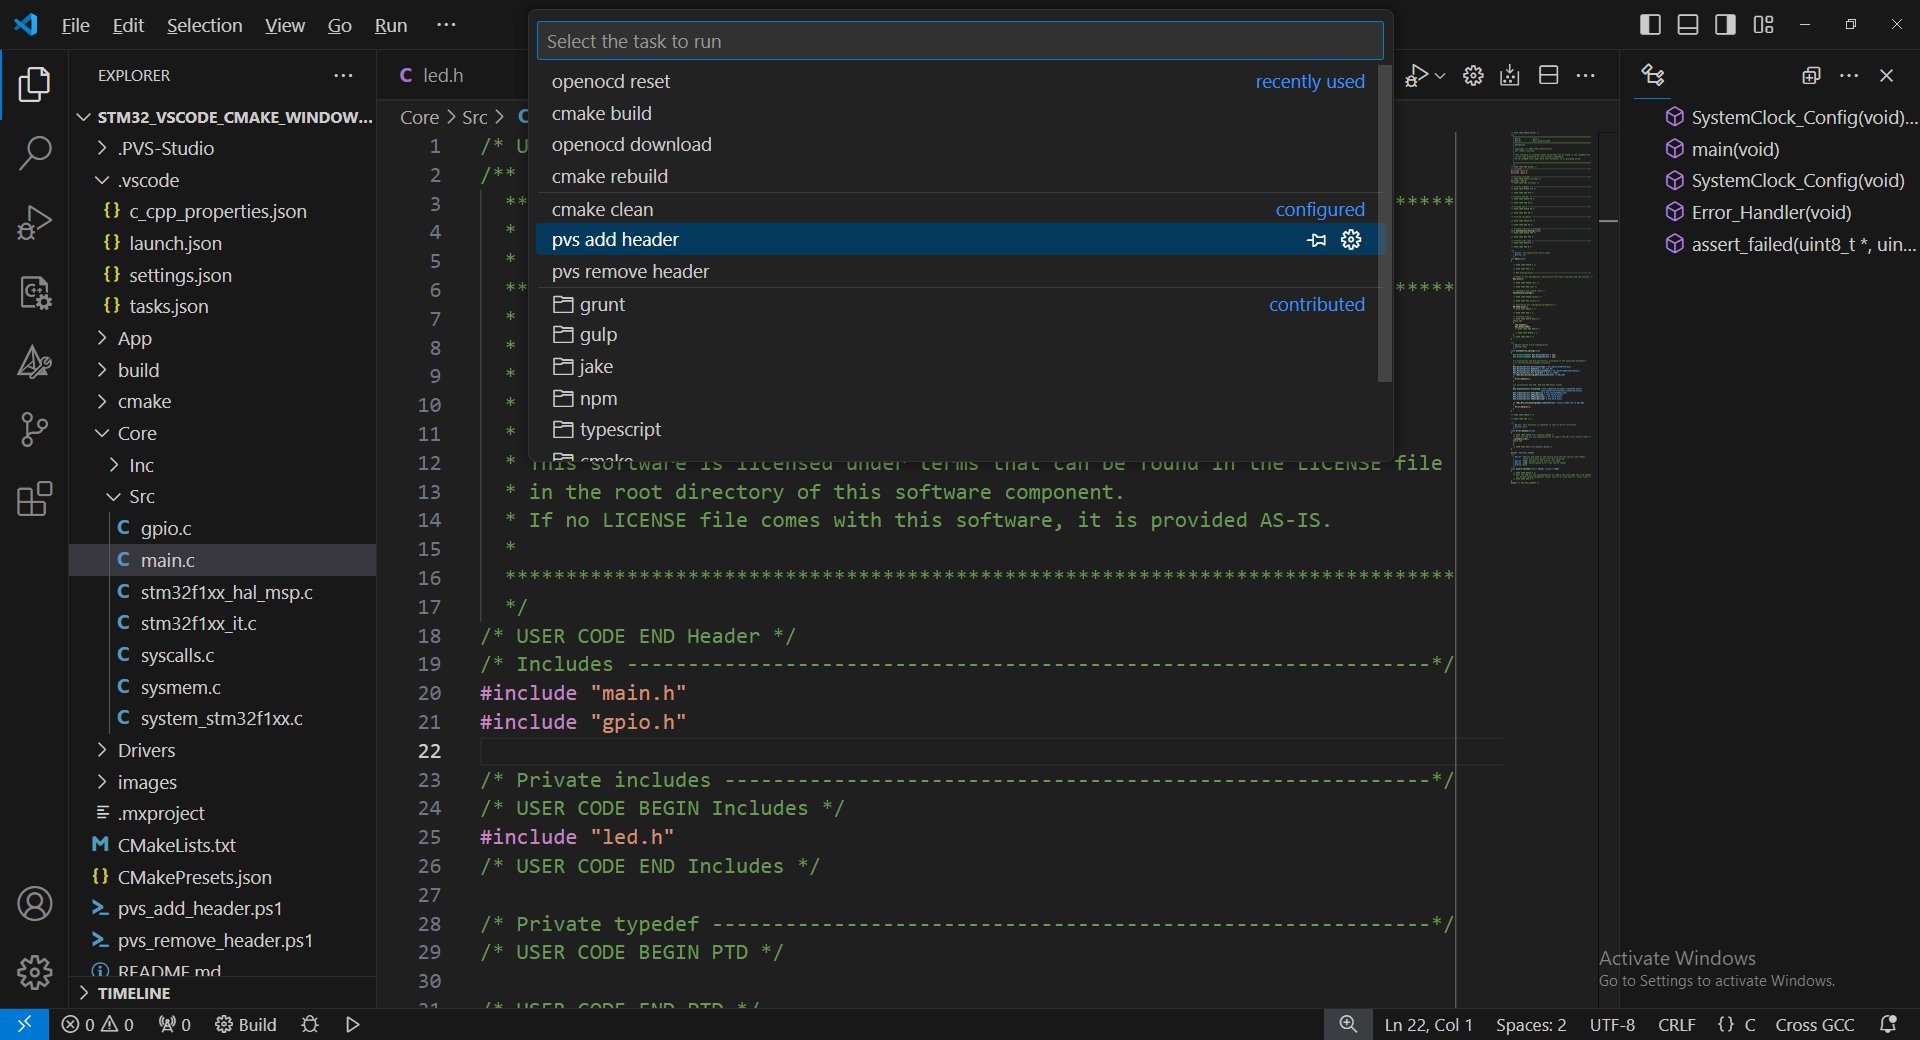 File Edit Selection View Go Run ···
Select the task to run
openocd reset recently used
cmake build
openocd download
cmake rebuild
cmake clean configured
pvs add header
pvs remove header
grunt contributed
gulp
jake
npm
typescript
cmake
EXPLORER
STM32_VSCODE_CMAKE_WINDOW...
.PVS-Studio
.vscode
{} c_cpp_properties.json
{} launch.json
{} settings.json
{} tasks.json
App
build
cmake
Core
Inc
Src
C gpio.c
C main.c
C stm32f1xx_hal_msp.c
C stm32f1xx_it.c
C syscalls.c
C sysmem.c
C system_stm32f1xx.c
Drivers
images
.mxproject
M CMakeLists.txt
{} CMakePresets.json
pvs_add_header.ps1
pvs_remove_header.ps1
README.md
TIMELINE
C led.h
Core > Src > C
1 /* U
2 /**
3 ** *****
4 *
5 *
6 ** *****
7 *
8 *
9 *
10 *
11 *
12 * This software is licensed under terms that can be found in the LICENSE file
13 * in the root directory of this software component.
14 * If no LICENSE file comes with this software, it is provided AS-IS.
15 *
16 ******************************************************************************
17 */
18 /* USER CODE END Header */
19 /* Includes ------------------------------------------------------------------*/
20 #include "main.h"
21 #include "gpio.h"
22
23 /* Private includes ----------------------------------------------------------*/
24 /* USER CODE BEGIN Includes */
25 #include "led.h"
26 /* USER CODE END Includes */
27
28 /* Private typedef -----------------------------------------------------------*/
29 /* USER CODE BEGIN PTD */
30
31 /* USER CODE END PTD */
SystemClock_Config(void)...
main(void)
SystemClock_Config(void)
Error_Handler(void)
assert_failed(uint8_t *, uin...
Activate Windows
Go to Settings to activate Windows.
0 0 0 Build Ln 22, Col 1 Spaces: 2 UTF-8 CRLF {} C Cross GCC